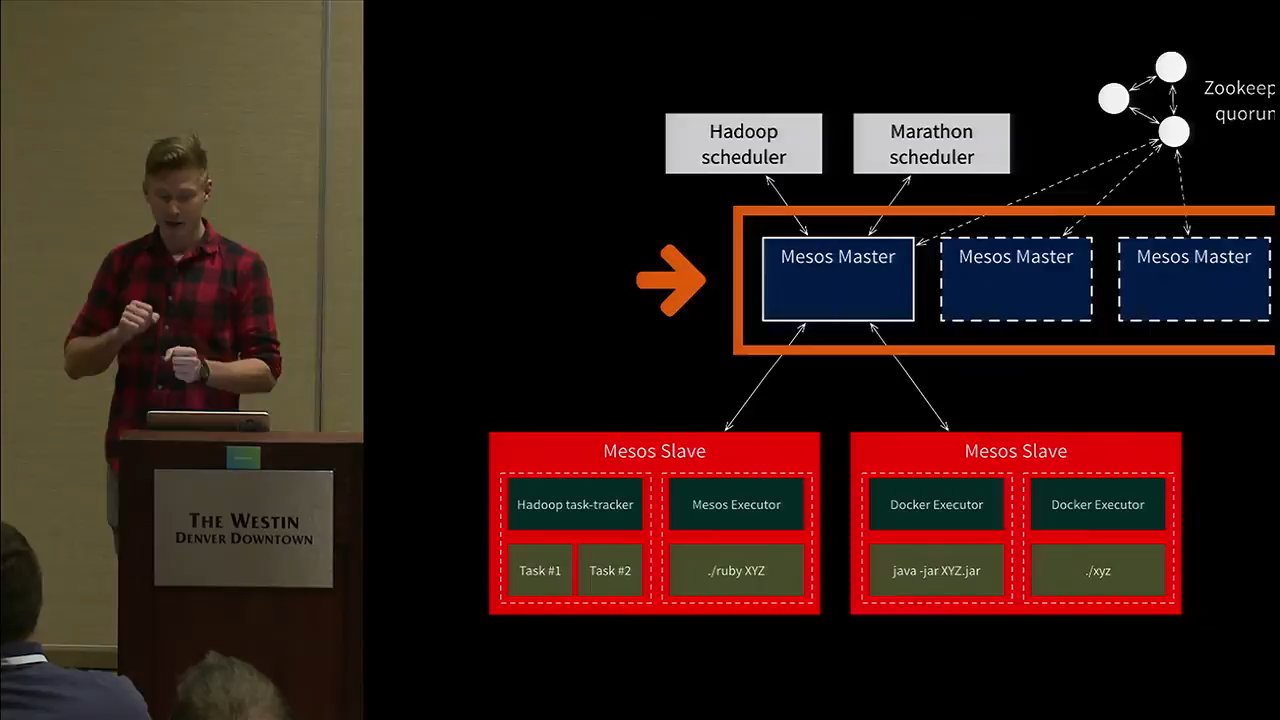 Hadoop
scheduler
Marathon
scheduler
Zookeep
quorun
Mesos Master
Mesos Master
Mesos Master
Mesos Slave
Mesos Slave
Hadoop task-tracker
Mesos Executor
Docker Executor
Docker Executor
Task #1
Task #2
./ruby XYZ
java -jar XYZ.jar
./xyz
THE WESTIN
DENVER DOWNTOWN